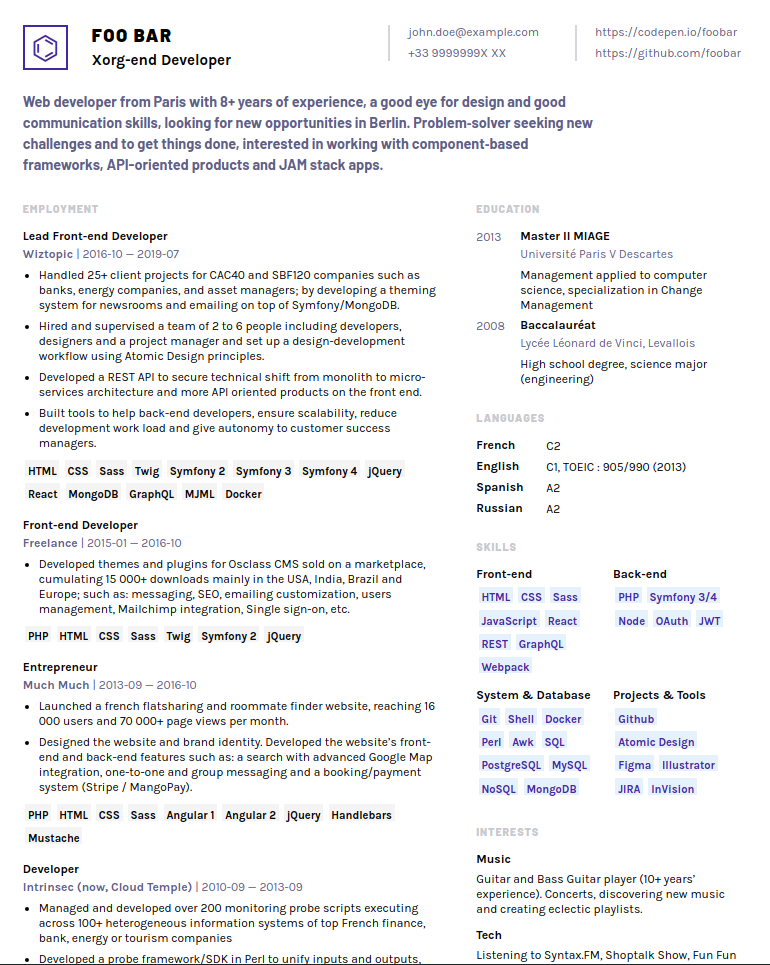 FOO BAR
Xorg-end Developer
john.doe@example.com
+33 9999999X XX
https://codepen.io/foobar
https://github.com/foobar
Web developer from Paris with 8+ years of experience, a good eye for design and good
communication skills, looking for new opportunities in Berlin. Problem-solver seeking new
challenges and to get things done, interested in working with component-based
frameworks, API-oriented products and JAM stack apps.
EMPLOYMENT
Lead Front-end Developer
Wiztopic | 2016-10 — 2019-07
• Handled 25+ client projects for CAC40 and SBF120 companies such as
banks, energy companies, and asset managers; by developing a theming
system for newsrooms and emailing on top of Symfony/MongoDB.
• Hired and supervised a team of 2 to 6 people including developers,
designers and a project manager and set up a design-development
workflow using Atomic Design principles.
• Developed a REST API to secure technical shift from monolith to micro-
services architecture and more API oriented products on the front end.
• Built tools to help back-end developers, ensure scalability, reduce
development work load and give autonomy to customer success
managers.
HTML CSS Sass Twig Symfony 2 Symfony 3 Symfony 4 jQuery
React MongoDB GraphQL MJML Docker
Front-end Developer
Freelance | 2015-01 — 2016-10
• Developed themes and plugins for Osclass CMS sold on a marketplace,
cumulating 15 000+ downloads mainly in the USA, India, Brazil and
Europe; such as: messaging, SEO, emailing customization, users
management, Mailchimp integration, Single sign-on, etc.
PHP HTML CSS Sass Twig Symfony 2 jQuery
Entrepreneur
Much Much | 2013-09 — 2016-10
• Launched a french flatsharing and roommate finder website, reaching 16
000 users and 70 000+ page views per month.
• Designed the website and brand identity. Developed the website's front-
end and back-end features such as: a search with advanced Google Map
integration, one-to-one and group messaging and a booking/payment
system (Stripe / MangoPay).
PHP HTML CSS Sass Angular 1 Angular 2 jQuery Handlebars
Mustache
Developer
Intrinsec (now, Cloud Temple) | 2010-09 — 2013-09
• Managed and developed over 200 monitoring probe scripts executing
across 100+ heterogeneous information systems of top French finance,
bank, energy or tourism companies
• Developed a probe framework/SDK in Perl to unify inputs and outputs,
EDUCATION
2013 Master II MIAGE
Université Paris V Descartes
Management applied to computer
science, specialization in Change
Management
2008 Baccalauréat
Lycée Léonard de Vinci, Levallois
High school degree, science major
(engineering)
LANGUAGES
French C2
English C1, TOEIC : 905/990 (2013)
Spanish A2
Russian A2
SKILLS
Front-end
HTML CSS Sass
JavaScript React
REST GraphQL
Webpack
Back-end
PHP Symfony 3/4
Node OAuth JWT
System & Database
Git Shell Docker
Perl Awk SQL
PostgreSQL MySQL
NoSQL MongoDB
Projects & Tools
Github
Atomic Design
Figma Illustrator
JIRA InVision
INTERESTS
Music
Guitar and Bass Guitar player (10+ years'
experience). Concerts, discovering new music
and creating eclectic playlists.
Tech
Listening to Syntax.FM, Shoptalk Show, Fun Fun